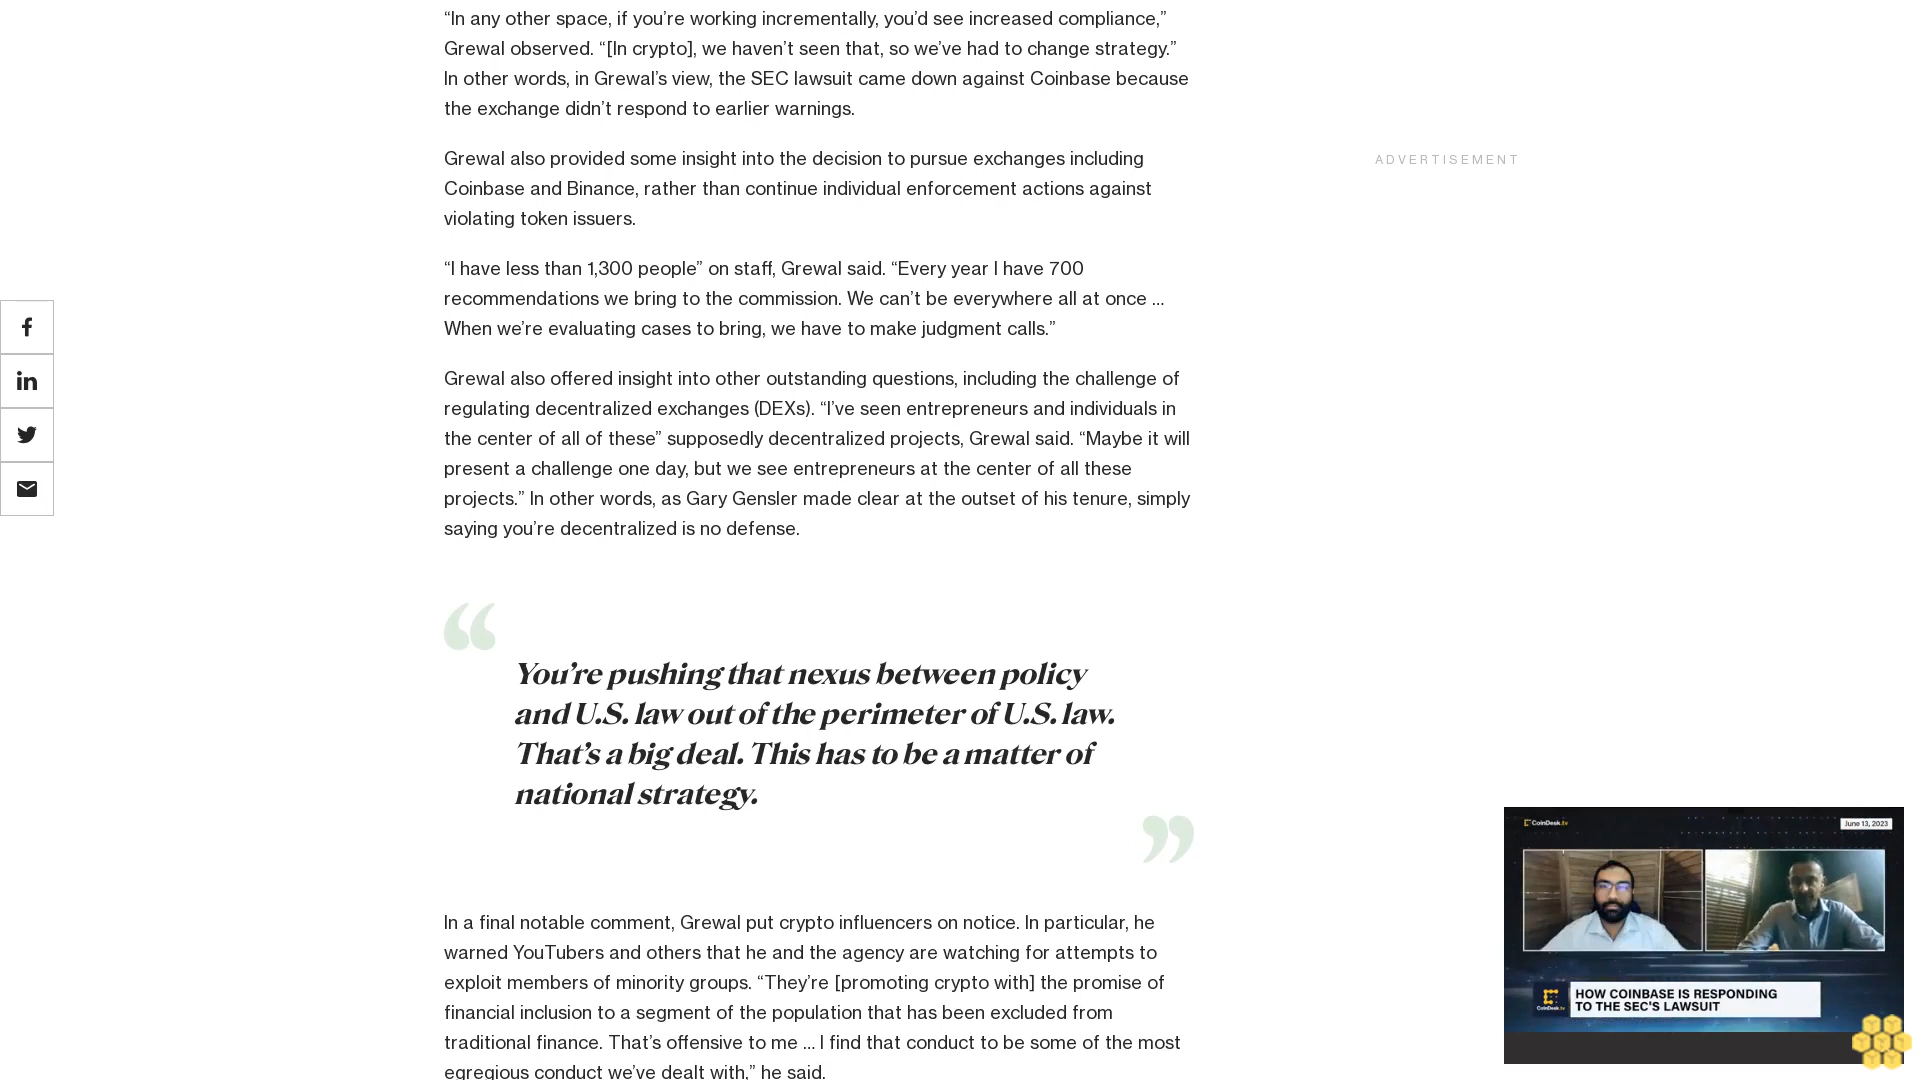 “In any other space, if you’re working incrementally, you’d see increased compliance,”
Grewal observed. “[In crypto], we haven’t seen that, so we’ve had to change strategy.”
In other words, in Grewal’s view, the SEC lawsuit came down against Coinbase because
the exchange didn’t respond to earlier warnings.
Grewal also provided some insight into the decision to pursue exchanges including
Coinbase and Binance, rather than continue individual enforcement actions against
violating token issuers.
“I have less than 1,300 people” on staff, Grewal said. “Every year I have 700
recommendations we bring to the commission. We can’t be everywhere all at once …
When we’re evaluating cases to bring, we have to make judgment calls.”
Grewal also offered insight into other outstanding questions, including the challenge of
regulating decentralized exchanges (DEXs). “I’ve seen entrepreneurs and individuals in
the center of all of these” supposedly decentralized projects, Grewal said. “Maybe it will
present a challenge one day, but we see entrepreneurs at the center of all these
projects.” In other words, as Gary Gensler made clear at the outset of his tenure, simply
saying you’re decentralized is no defense.
“
You’re pushing that nexus between policy
and U.S. law out of the perimeter of U.S. law.
That’s a big deal. This has to be a matter of
national strategy.
”
In a final notable comment, Grewal put crypto influencers on notice. In particular, he
warned YouTubers and others that he and the agency are watching for attempts to
exploit members of minority groups. “They’re [promoting crypto with] the promise of
financial inclusion to a segment of the population that has been excluded from
traditional finance. That’s offensive to me … I find that conduct to be some of the most
egregious conduct we’ve dealt with,” he said.
ADVERTISEMENT
CoinDesk.tv
June 13, 2023
CoinDesk.tv
HOW COINBASE IS RESPONDING
TO THE SEC'S LAWSUIT